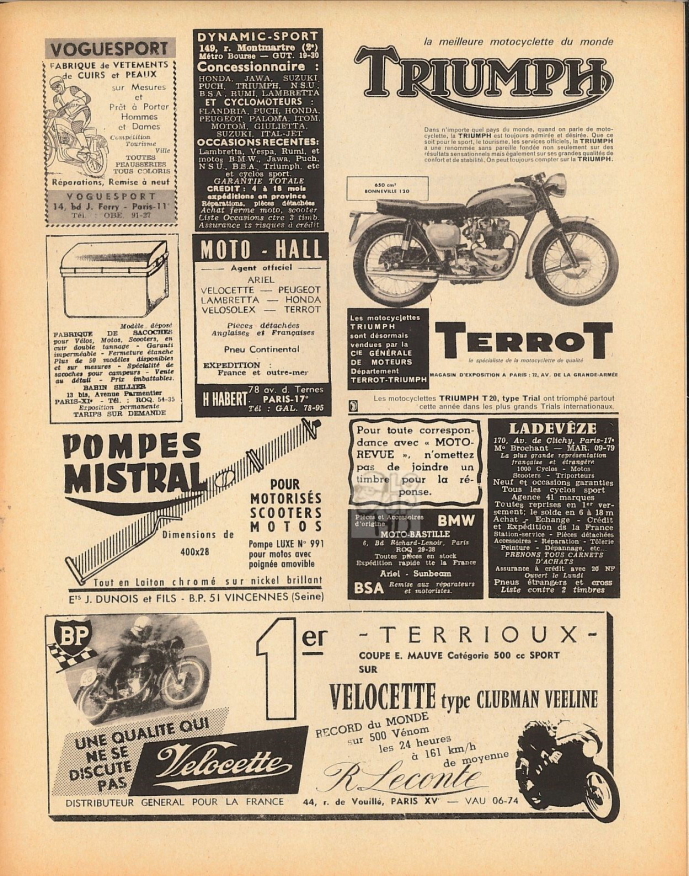 VOGUESPORT
FABRIQUE de VETEMENTS
de CUIRS et PEAUX
sur Mesures
et
Prêt à Porter
Hommes
et Dames
Compétition
Tourisme
Ville
TOUTES
PEAUSSERIES
TOUS COLORIS
Réparations, Remise à neuf
VOGUESPORT
14, bd J. Ferry - Paris-11e
Tél. : OBE. 91-27
DYNAMIC-SPORT
149, r. Montmartre (2e)
Métro Bourse — GUT. 19-30
Concessionnaire :
HONDA, JAWA, SUZUKI
PUCH, TRIUMPH, N.S.U.
BSA, RUMI, LAMBRETTA
ET CYCLOMOTEURS :
FLANDRIA, PUCH, HONDA,
PEUGEOT PALOMA, ITOM,
MOTOM, GIULIETTA,
SUZUKI, ITAL-JET
OCCASIONS RECENTES:
Lambretta, Vespa, Rumi, et
motos B.M.W., Jawa, Puch,
N.S.U., B.S.A., Triumph, etc
et cyclos sport.
GARANTIE TOTALE
CREDIT : 4 à 18 mois
expéditions en province
Réparations, pièces détachées
Achat ferme moto, scooter
Liste Occasions ctre 3 timb
Assurance ts risques à crédit
la meilleure motocyclette du monde
TRIUMPH
Dans n'importe quel pays du monde, quand on parle de moto-
cyclette, la TRIUMPH est toujours admirée et désirée. Que ce
soit pour le sport, le tourisme, les services officiels, la TRIUMPH
a une renommée sans pareille fondée non seulement sur des
résultats sensationnels mais également sur ses grandes qualités de
confort et de stabilité. On peut toujours compter sur la TRIUMPH.
650 cm³
BONNEVILLE 120
Les motocyclettes
TRIUMPH
sont désormais
vendues par la
Cie GÉNÉRALE
DE MOTEURS
Département
TERROT-TRIUMPH
TERROT
le spécialiste de la motocyclette de qualité
MAGASIN D'EXPOSITION A PARIS : 72, AV. DE LA GRANDE-ARMÉE
Les motocyclettes TRIUMPH T 20, type Trial ont triomphé partout
cette année dans les plus grands Trials internationaux.
Modèle déposé
FABRIQUE DE SACOCHES
pour Vélos, Motos, Scooters, en
cuir double tannage - Garanti
imperméable - Fermeture étanche
Plus de 50 modèles disponibles
et sur mesures - Spécialité de
sacoches pour campeurs - Vente
au détail - Prix imbattables.
BABIN SELLIER
13 bis, Avenue Parmentier
PARIS-XIe - Tél. : ROQ. 54-35
Exposition permanente
TARIFS SUR DEMANDE
MOTO - HALL
Agent officiel
ARIEL
VELOCETTE — PEUGEOT
LAMBRETTA — HONDA
VELOSOLEX — TERROT
Pièces détachées
Anglaises et Françaises
Pneu Continental
EXPEDITION :
France et outre-mer
H HABERT
78 av. d. Ternes
PARIS-17e
Tél : GAL. 78-95
POMPES
MISTRAL
POUR
MOTORISÉS
SCOOTERS
MOTOS
Dimensions de
400x28
Pompe LUXE N° 991
pour motos avec
poignée amovible
Tout en Laiton chromé sur nickel brillant
Ets J. DUNOIS et FILS - B.P. 51 VINCENNES (Seine)
Pour toute correspon-
dance avec « MOTO-
REVUE », n'omettez
pas de joindre un
timbre pour la ré-
ponse.
Pièces et Accessoires
d'origine
BMW
MOTO-BASTILLE
6, Bd Richard-Lenoir, Paris
ROQ 29-38
Toutes pièces en stock
Expédition rapide tte la France
Ariel - Sunbeam
BSA
Remise aux réparateurs
et motoristes.
LADEVÈZE
170, Av. de Clichy, Paris-17e
Mo Brochant — MAR. 09-79
La plus grande représentation
française et étrangère
1000 Cyclos - Motos
Scooters - Triporteurs
Neuf et occasions garanties
Tous les cyclos sport
Agence 41 marques
Toutes reprises en 1er ver-
sement; le solde en 6 à 18 m
Achat - Echange - Crédit
et Expédition ds la France
Station-service - Pièces détachées
Accessoires - Réparation - Tôlerie
Peinture - Dépannage, etc...
PRENONS TOUS CARNETS
D'ACHATS
Assurance à crédit avec 20 NF
Ouvert le Lundi
Pneus étrangers et cross
Liste contre 2 timbres
BP
UNE QUALITE QUI
NE SE
DISCUTE
PAS
Velocette
DISTRIBUTEUR GENERAL POUR LA FRANCE
1er
- TERRIOUX -
COUPE E. MAUVE Catégorie 500 cc SPORT
SUR
VELOCETTE type CLUBMAN VEELINE
RECORD du MONDE
sur 500 Vénom
les 24 heures
à 161 km/h
de moyenne
R Leconte
44, r. de Vouillé, PARIS XVe — VAU 06-74